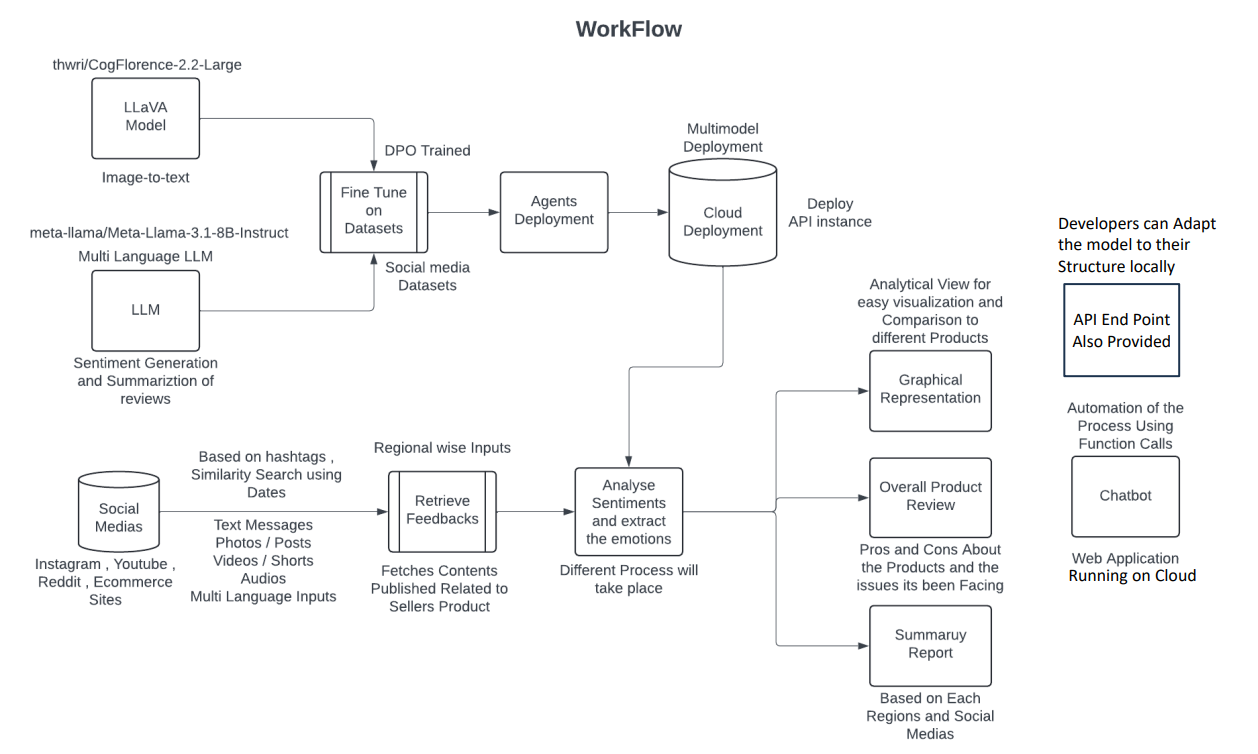 WorkFlow
thwri/CogFlorence-2.2-Large
LLaVA
Model
Image-to-text
meta-llama/Meta-Llama-3.1-8B-Instruct
Multi Language LLM
LLM
Sentiment Generation
and Summariztion of
reviews
DPO Trained
Fine Tune
on
Datasets
Social media
Datasets
Agents
Deployment
Multimodel
Deployment
Cloud
Deployment
Deploy
API instance
Social
Medias
Instagram , Youtube ,
Reddit , Ecommerce
Sites
Based on hashtags ,
Similarity Search using
Dates
Text Messages
Photos / Posts
Videos / Shorts
Audios
Multi Language Inputs
Regional wise Inputs
Retrieve
Feedbacks
Fetches Contents
Published Related to
Sellers Product
Analyse
Sentiments
and extract
the emotions
Different Process will
take place
Analytical View for
easy visualization and
Comparison to
different Products
Graphical
Representation
Overall Product
Review
Pros and Cons About
the Products and the
issues its been Facing
Summaruy
Report
Based on Each
Regions and Social
Medias
Developers can Adapt
the model to their
Structure locally
API End Point
Also Provided
Automation of the
Process Using
Function Calls
Chatbot
Web Application
Running on Cloud